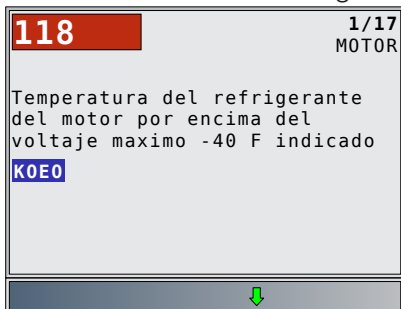 118
1/17
MOTOR
Temperatura del refrigerante
del motor por encima del
voltaje maximo -40 F indicado
KOEO